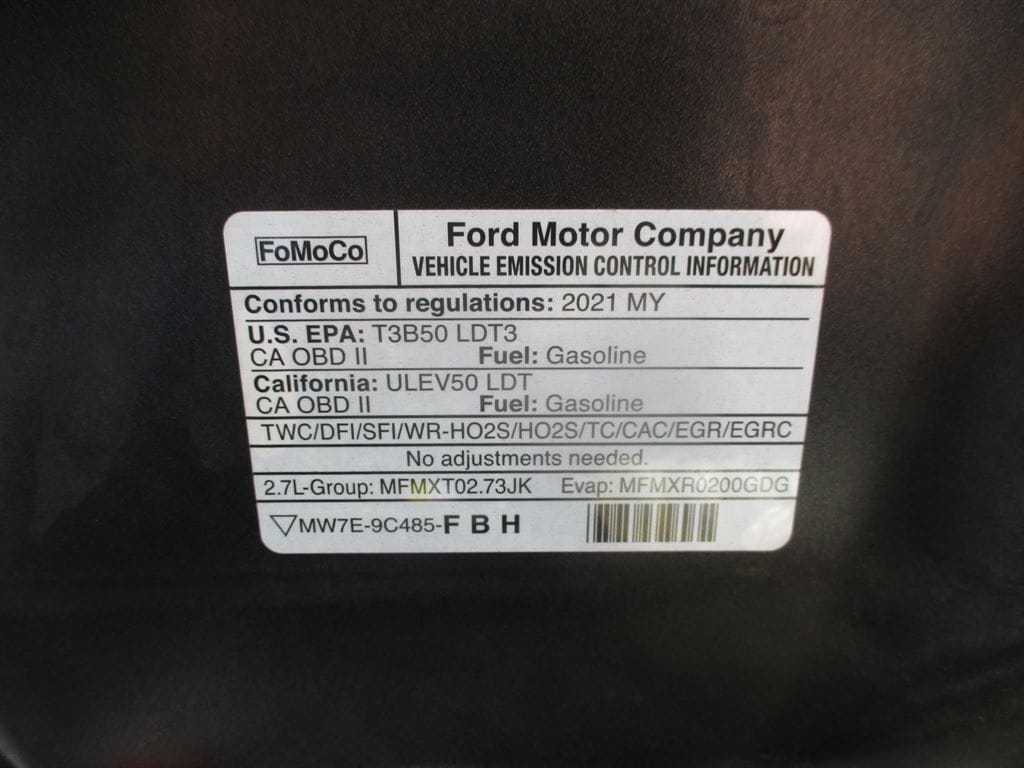 FoMoCo
Ford Motor Company
VEHICLE EMISSION CONTROL INFORMATION
Conforms to regulations: 2021 MY
U.S. EPA: T3B50 LDT3
CA OBD II Fuel: Gasoline
California: ULEV50 LDT
CA OBD II Fuel: Gasoline
TWC/DFI/SFI/WR-HO2S/HO2S/TC/CAC/EGR/EGRC
No adjustments needed.
2.7L-Group: MFMXT02.73JK Evap: MFMXR0200GDG
▽MW7E-9C485-F B H